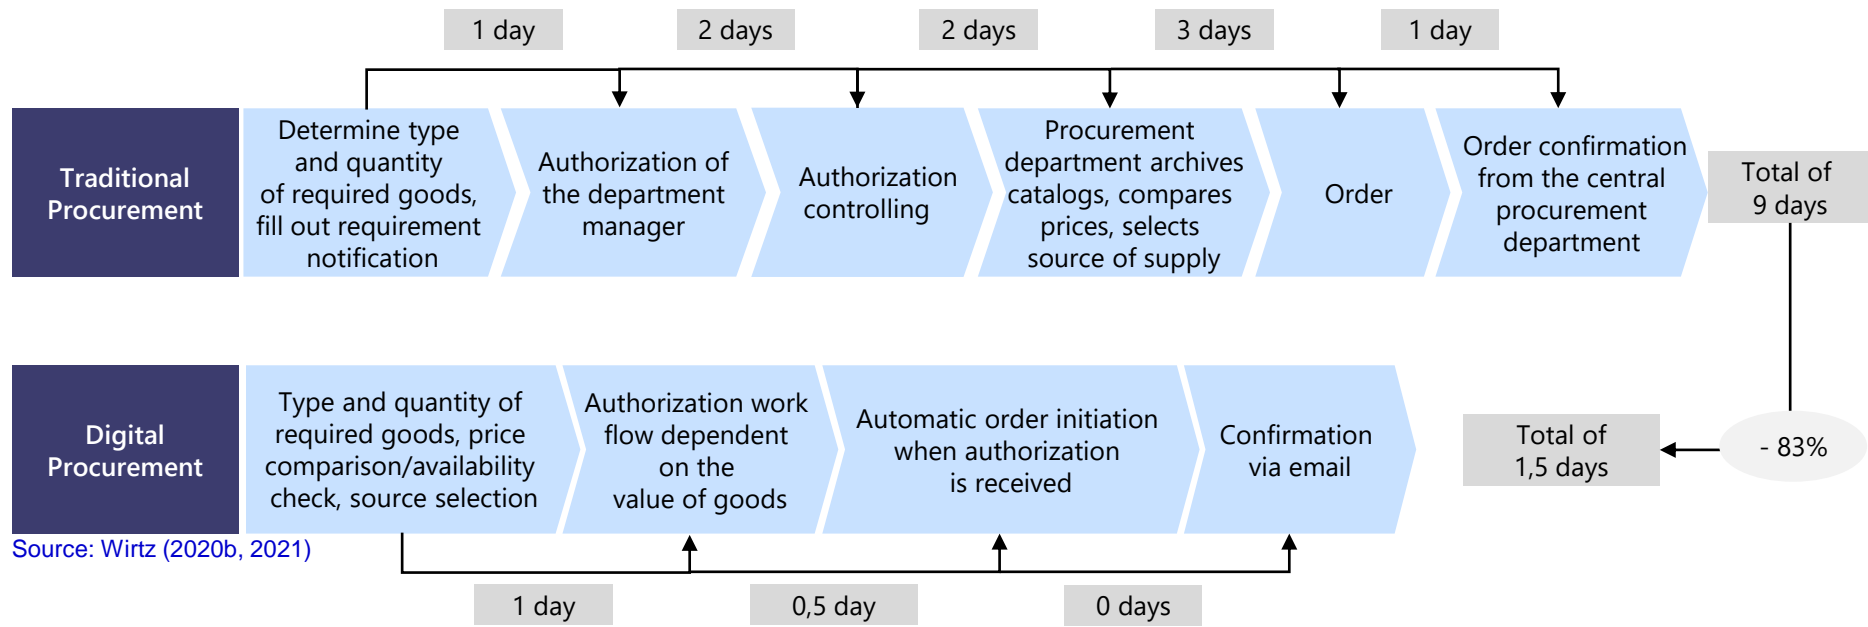 1 day
2 days
2 days
3 days
1 day
Traditional
Procurement
Determine type
and quantity
of required goods,
fill out requirement
notification
Authorization of
the department
manager
Authorization
controlling
Procurement
department archives
catalogs, compares
prices, selects
source of supply
Order
Order confirmation
from the central
procurement
department
Total of
9 days
Digital
Procurement
Type and quantity of
required goods, price
comparison/availability
check, source selection
Authorization work
flow dependent
on the
value of goods
Automatic order initiation
when authorization
is received
Confirmation
via email
Total of
1,5 days
- 83%
Source: Wirtz (2020b, 2021)
1 day
0,5 day
0 days